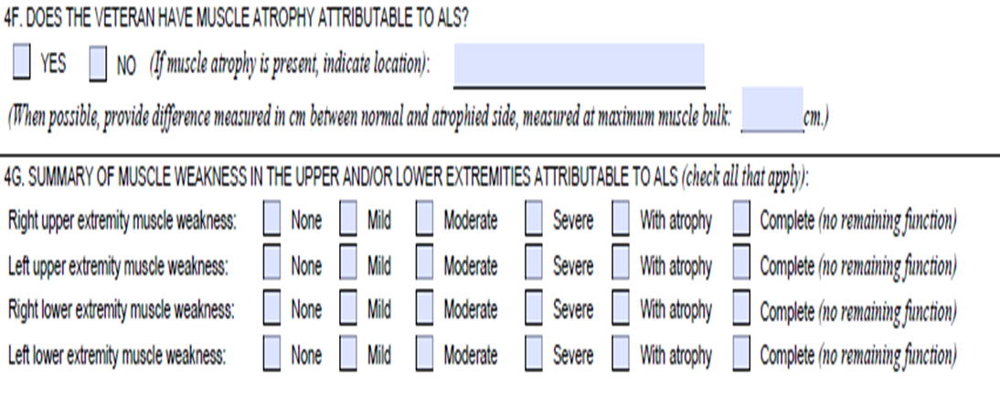 4F. DOES THE VETERAN HAVE MUSCLE ATROPHY ATTRIBUTABLE TO ALS?
YES NO (If muscle atrophy is present, indicate location):
(When possible, provide difference measured in cm between normal and atrophied side, measured at maximum muscle bulk: cm.)
4G. SUMMARY OF MUSCLE WEAKNESS IN THE UPPER AND/OR LOWER EXTREMITIES ATTRIBUTABLE TO ALS (check all that apply):
Right upper extremity muscle weakness: None Mild Moderate Severe With atrophy Complete (no remaining function)
Left upper extremity muscle weakness: None Mild Moderate Severe With atrophy Complete (no remaining function)
Right lower extremity muscle weakness: None Mild Moderate Severe With atrophy Complete (no remaining function)
Left lower extremity muscle weakness: None Mild Moderate Severe With atrophy Complete (no remaining function)